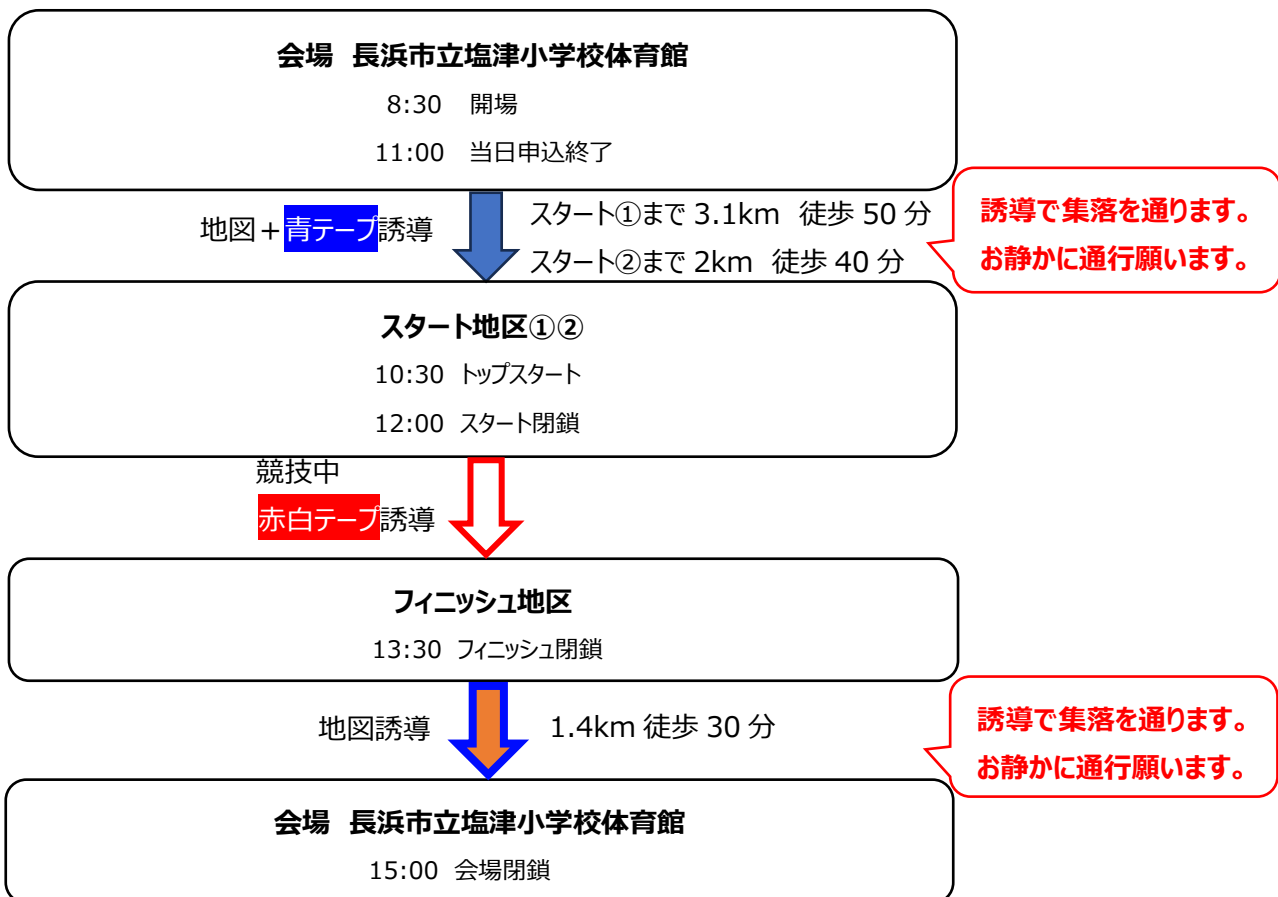 会場 長浜市立塩津小学校体育館
8:30 開場
11:00 当日申込終了
地図+青テープ誘導
スタート①まで 3.1km 徒歩 50 分
スタート②まで 2km 徒歩 40 分
誘導で集落を通ります。
お静かに通行願います。
スタート地区①②
10:30 トップスタート
12:00 スタート閉鎖
競技中
赤白テープ誘導
フィニッシュ地区
13:30 フィニッシュ閉鎖
地図誘導
1.4km 徒歩 30 分
誘導で集落を通ります。
お静かに通行願います。
会場 長浜市立塩津小学校体育館
15:00 会場閉鎖